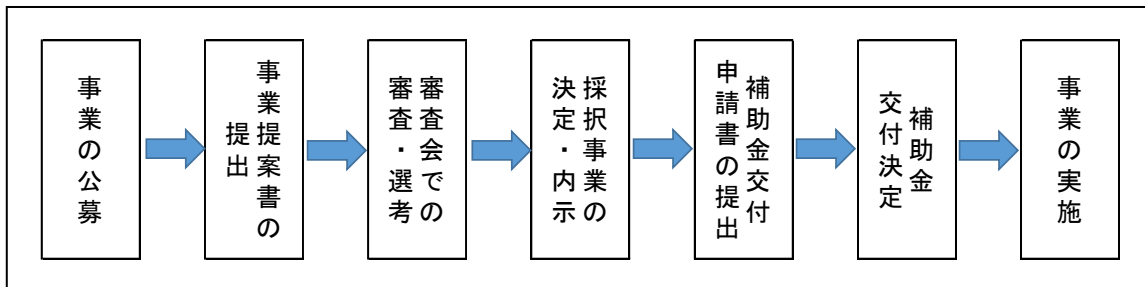 事業の公募
事業提案書の
提出
審査会での
審査・選考
採択事業の
決定・内示
補助金交付
申請書の提出
補助金
交付決定
事業の実施